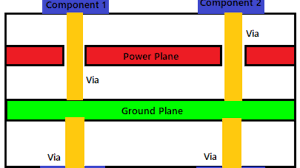 Component 1
Component 2
Via
Power Plane
Via
Ground Plane
Via
Via